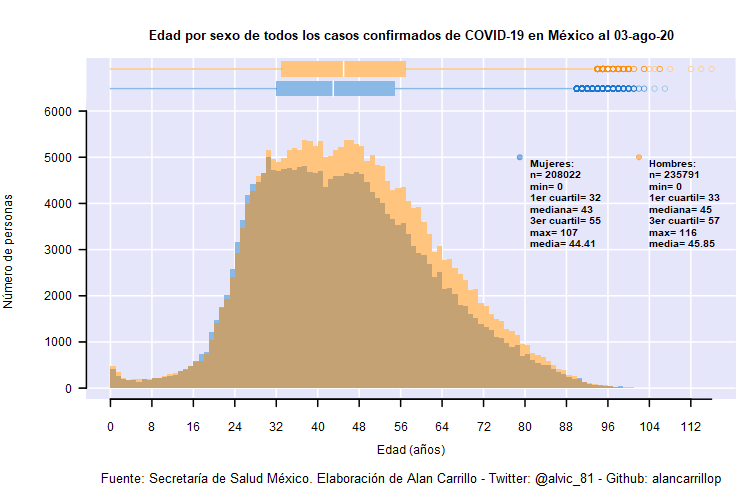 Edad por sexo de todos los casos confirmados de COVID-19 en México al 03-ago-20
6000
5000
4000
3000
2000
1000
0
Número de personas
Mujeres:
n= 208022
min= 0
1er cuartil= 32
mediana= 43
3er cuartil= 55
max= 107
media= 44.41
Hombres:
n= 235791
min= 0
1er cuartil= 33
mediana= 45
3er cuartil= 57
max= 116
media= 45.85
0 8 16 24 32 40 48 56 64 72 80 88 96 104 112
Edad (años)
Fuente: Secretaría de Salud México. Elaboración de Alan Carrillo - Twitter: @alvic_81 - Github: alancarrillop